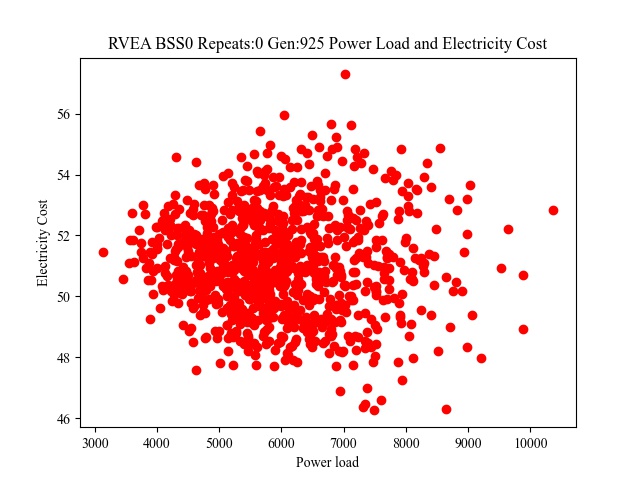 RVEA BSS0 Repeats:0 Gen:925 Power Load and Electricity Cost
Electricity Cost
56
54
52
50
48
46
3000 4000 5000 6000 7000 8000 9000 10000
Power load